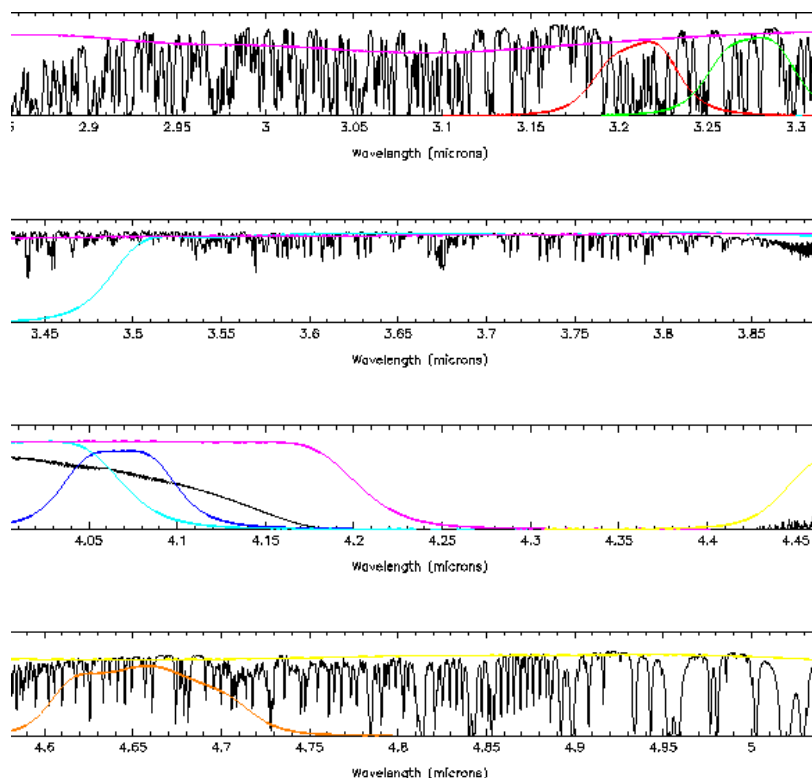 5 2.9 2.95 3 3.05 3.1 3.15 3.2 3.25 3.3
Wavelength (microns)
3.45 3.5 3.55 3.6 3.65 3.7 3.75 3.8 3.85
Wavelength (microns)
4.05 4.1 4.15 4.2 4.25 4.3 4.35 4.4 4.45
Wavelength (microns)
4.6 4.65 4.7 4.75 4.8 4.85 4.9 4.95 5
Wavelength (microns)